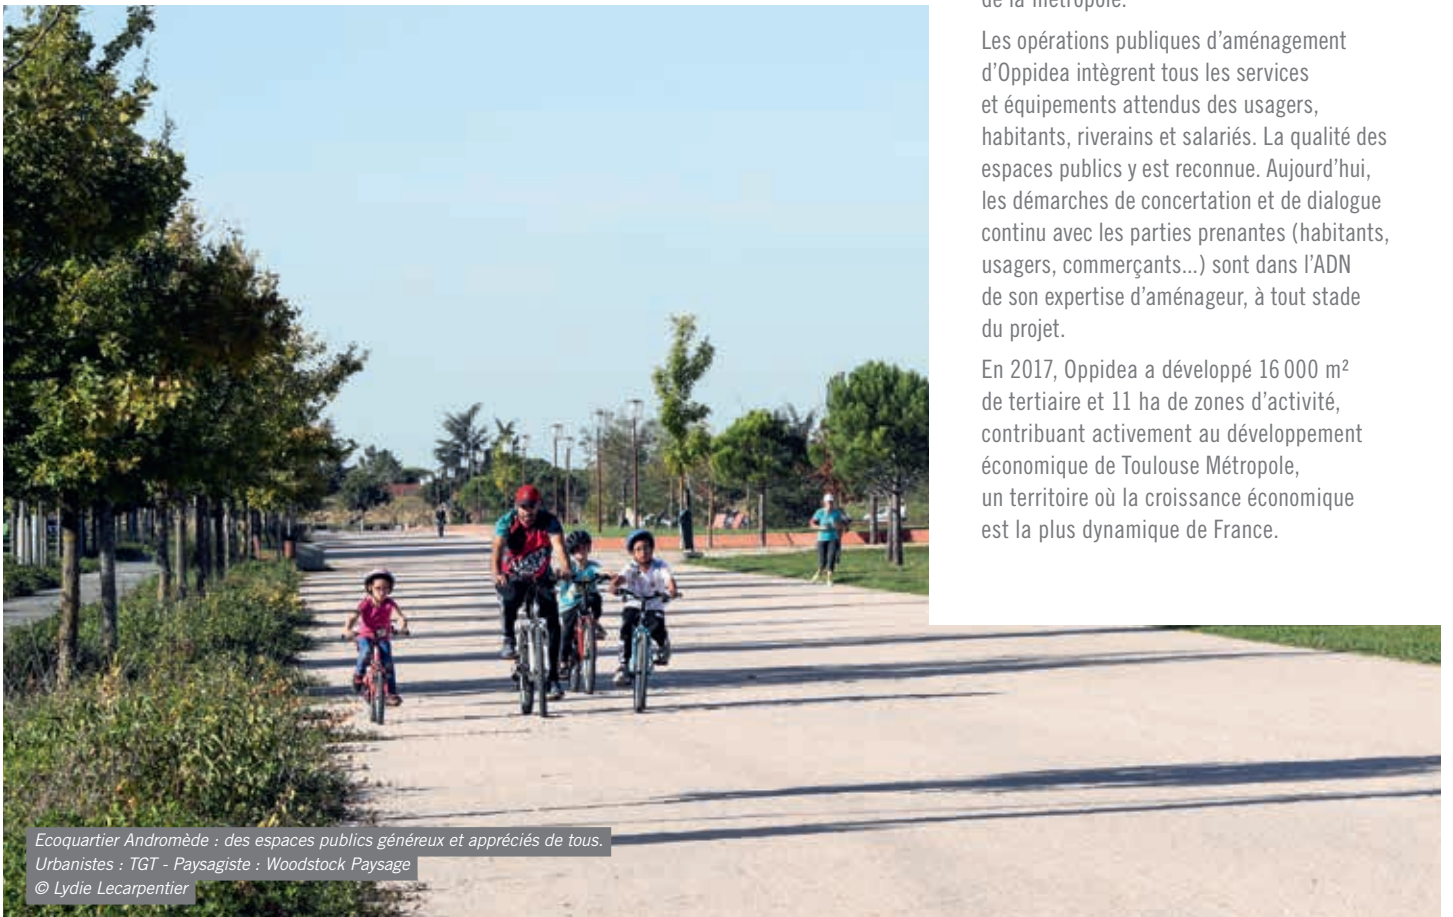 de la métropole.
Les opérations publiques d’aménagement
d’Oppidea intègrent tous les services
et équipements attendus des usagers,
habitants, riverains et salariés. La qualité des
espaces publics y est reconnue. Aujourd’hui,
les démarches de concertation et de dialogue
continu avec les parties prenantes (habitants,
usagers, commerçants...) sont dans l’ADN
de son expertise d’aménageur, à tout stade
du projet.
En 2017, Oppidea a développé 16 000 m²
de tertiaire et 11 ha de zones d’activité,
contribuant activement au développement
économique de Toulouse Métropole,
un territoire où la croissance économique
est la plus dynamique de France.
Ecoquartier Andromède : des espaces publics généreux et appréciés de tous.
Urbanistes : TGT - Paysagiste : Woodstock Paysage
© Lydie Lecarpentier